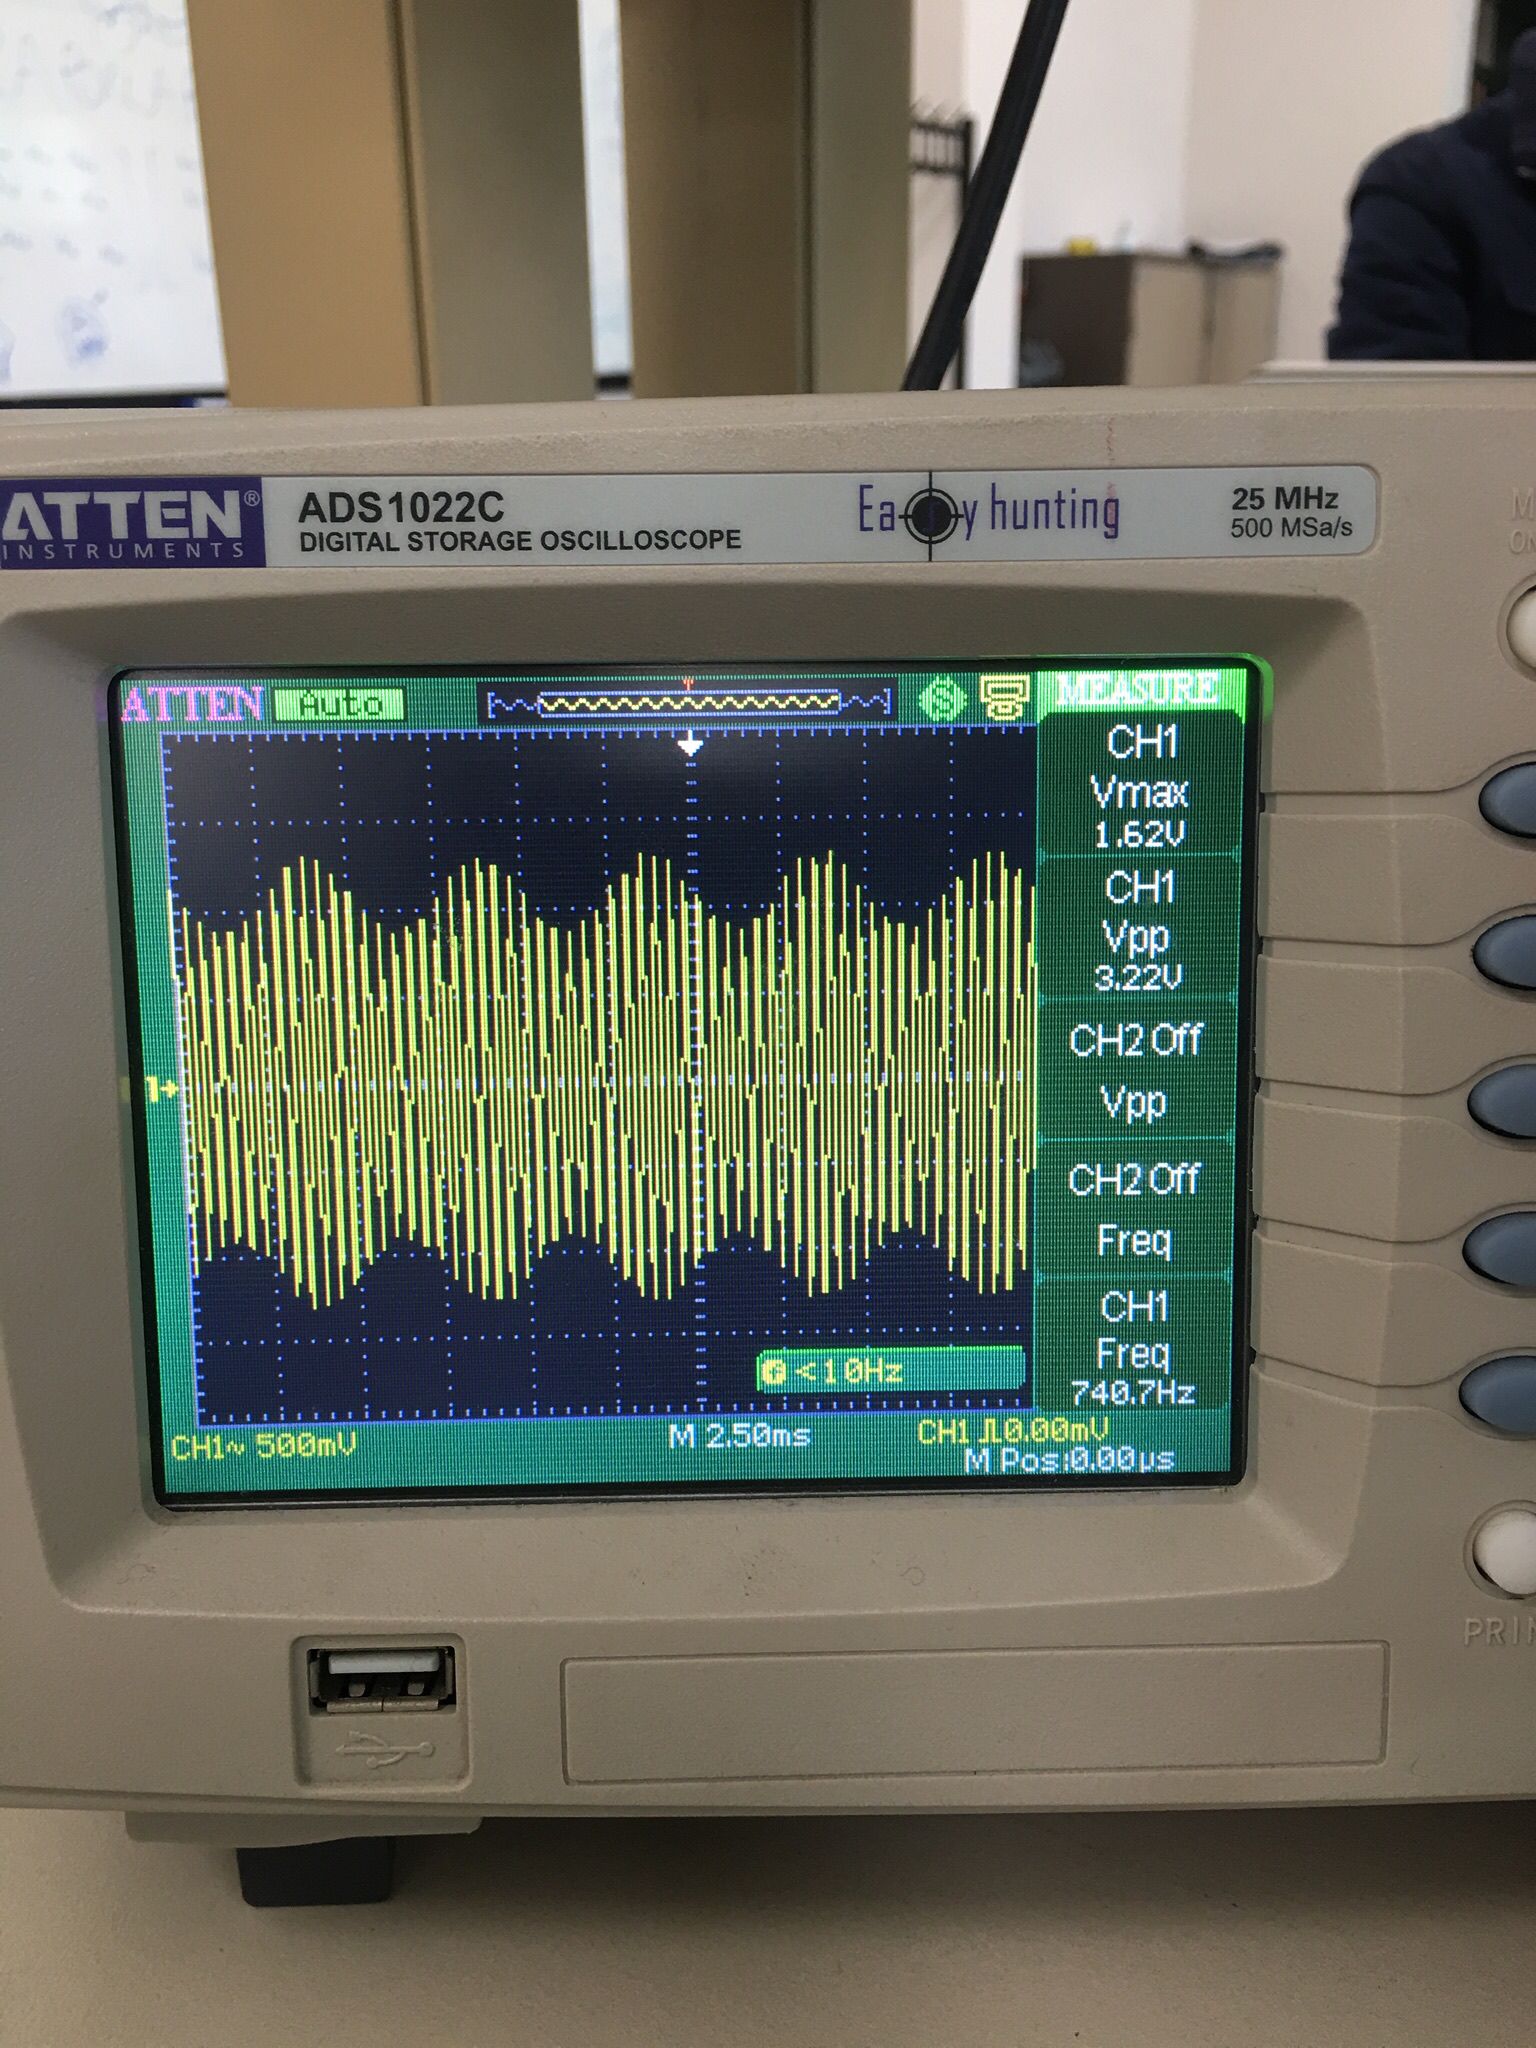 ATTEN®
INSTRUMENTS
ADS1022C
DIGITAL STORAGE OSCILLOSCOPE
Easy hunting
25 MHz
500 MSa/s
ATTEN Auto T S MEASURE
CH1
Vmax
1.62V
CH1
Vpp
3.22V
CH2 Off
Vpp
CH2 Off
Freq
CH1
Freq
740.7Hz
1
<10Hz
CH1~ 500mV M 2.50ms CH1 0.00mV
M Pos:0.00µs